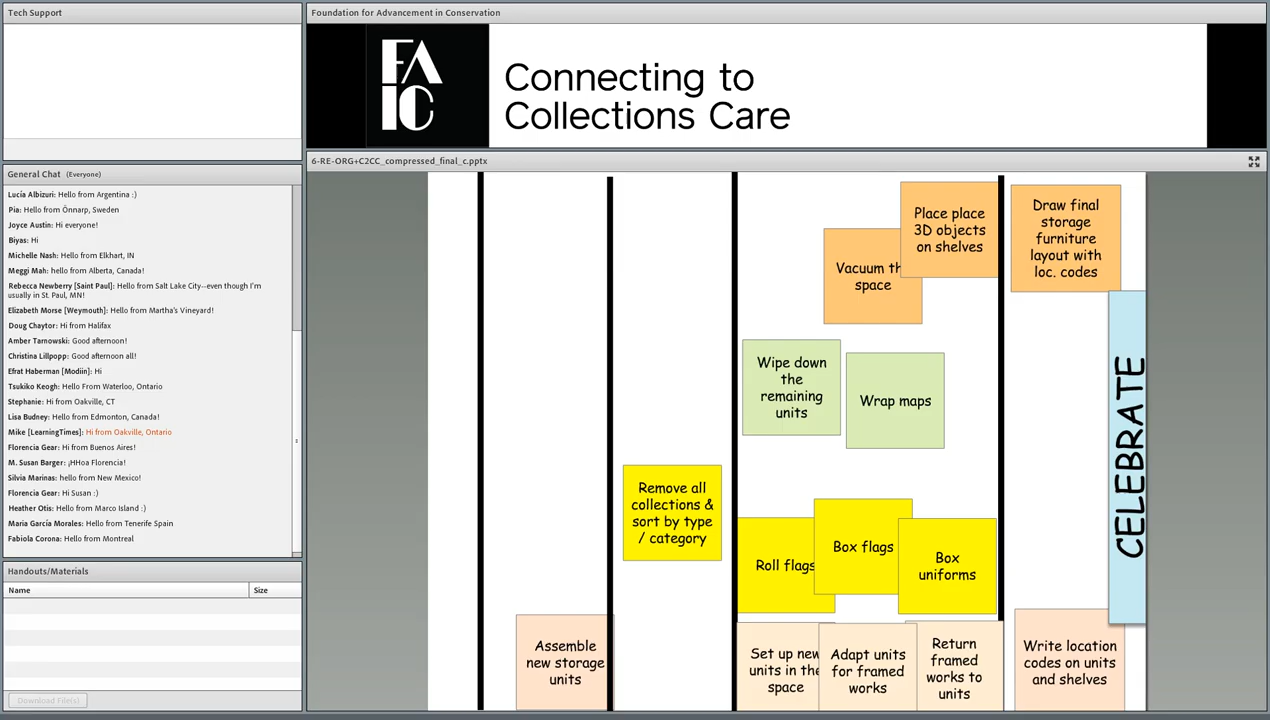 Tech Support
Foundation for Advancement in Conservation
FA
IC
Connecting to
Collections Care
General Chat (Everyone)
Lucía Albizuri: Hello from Argentina :)
Pia: Hello from Önnarp, Sweden
Joyce Austin: Hi everyone!
Biyas: Hi
Michelle Nash: Hello from Elkhart, IN
Meggi Mah: hello from Alberta, Canada!
Rebecca Newberry [Saint Paul]: Hello from Salt Lake City--even though I'm
usually in St. Paul, MN!
Elizabeth Morse [Weymouth]: Hello from Martha's Vineyard!
Doug Chaytor: Hi from Halifax
Amber Tarnowski: Good afternoon!
Christina Lillpopp: Good afternoon all!
Efrat Haberman [Modiin]: Hi
Tsukiko Keogh: Hello From Waterloo, Ontario
Stephanie: Hi from Oakville, CT
Lisa Budney: Hello from Edmonton, Canada!
Mike [LearningTimes]: Hi from Oakville, Ontario
Florencia Gear: Hi from Buenos Aires!
M. Susan Barger: ¡HHoa Florencia!
Silvia Marinas: hello from New Mexico!
Florencia Gear: Hi Susan :)
Heather Otis: Hello from Marco Island :)
Maria García Morales: Hello from Tenerife Spain
Fabiola Corona: Hello from Montreal
Handouts/Materials
Name Size
Download File(s)
6-RE-ORG+C2CC_compressed_final_c.pptx
Place place
3D objects
on shelves
Draw final
storage
furniture
layout with
loc. codes
Vacuum th
space
Wipe down
the
remaining
units
Wrap maps
CELEBRATE
Remove all
collections &
sort by type
/ category
Roll flags
Box flags
Box
uniforms
Assemble
new storage
units
Set up new
units in the
space
Adapt units
for framed
works
Return
framed
works to
units
Write location
codes on units
and shelves